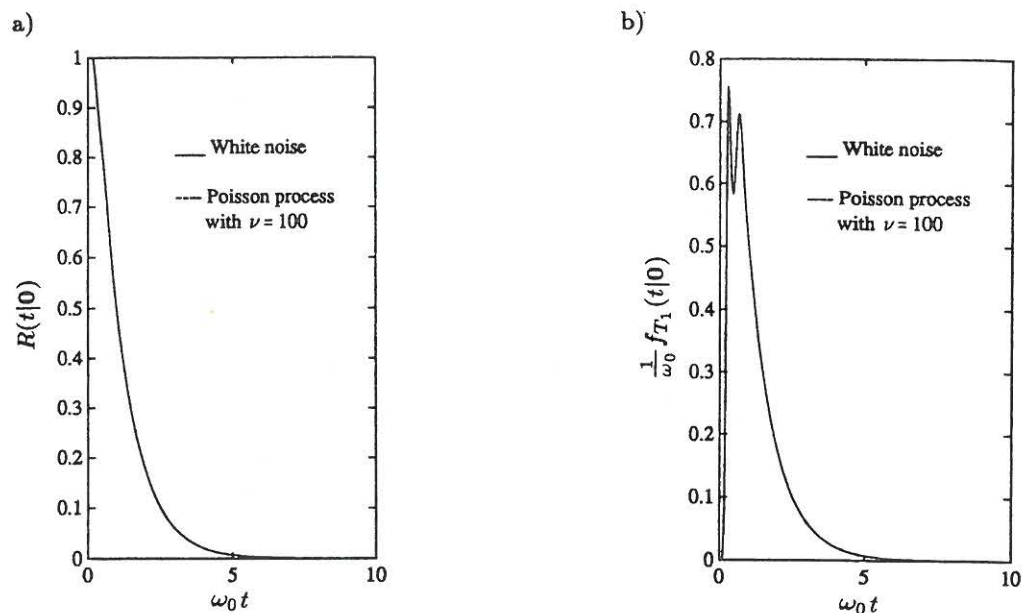 a)
R(t|0)
1
0.9
0.8
0.7
0.6
0.5
0.4
0.3
0.2
0.1
0
White noise
Poisson process
with ν = 100
0 5 10
ω₀t
b)
1/ω₀ f_T₁(t|0)
0.8
0.7
0.6
0.5
0.4
0.3
0.2
0.1
0
White noise
Poisson process
with ν = 100
0 5 10
ω₀t